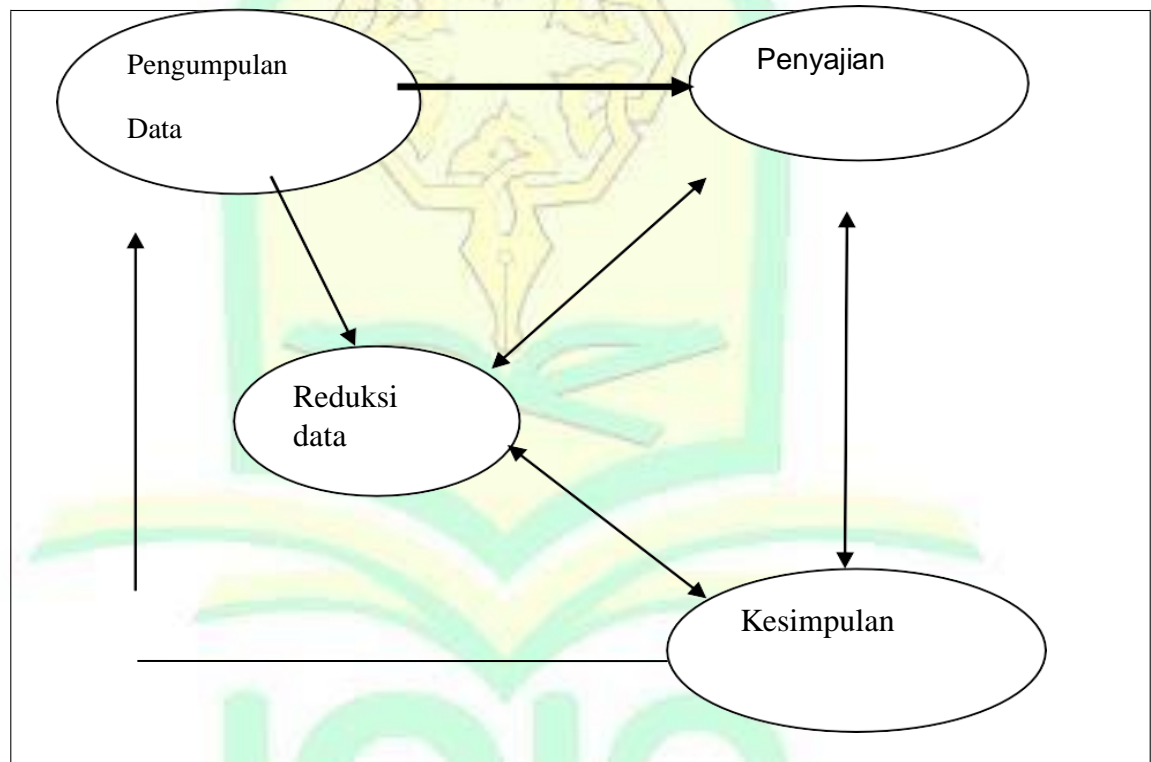 Pengumpulan
Data
Penyajian
Reduksi
data
Kesimpulan